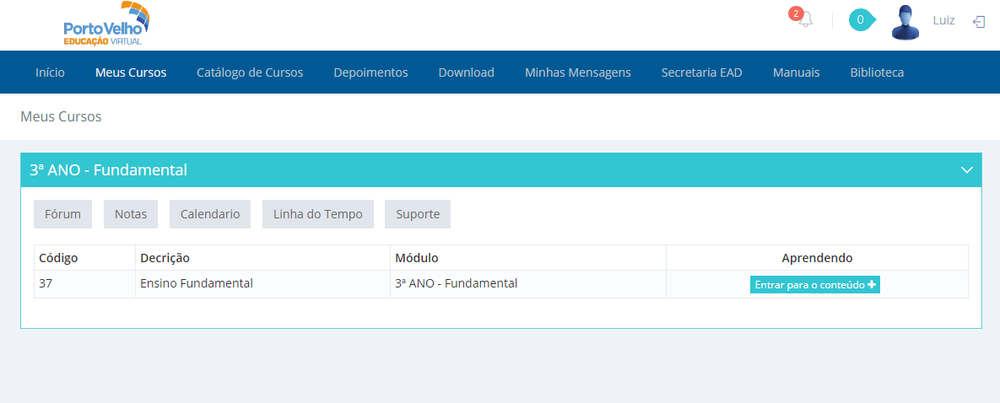 Porto Velho
EDUCAÇÃO VIRTUAL
2
0
Luiz
Início Meus Cursos Catálogo de Cursos Depoimentos Download Minhas Mensagens Secretaria EAD Manuais Biblioteca
Meus Cursos
3ª ANO - Fundamental
Fórum Notas Calendario Linha do Tempo Suporte
Código Decrição Módulo Aprendendo
37 Ensino Fundamental 3ª ANO - Fundamental Entrar para o conteúdo